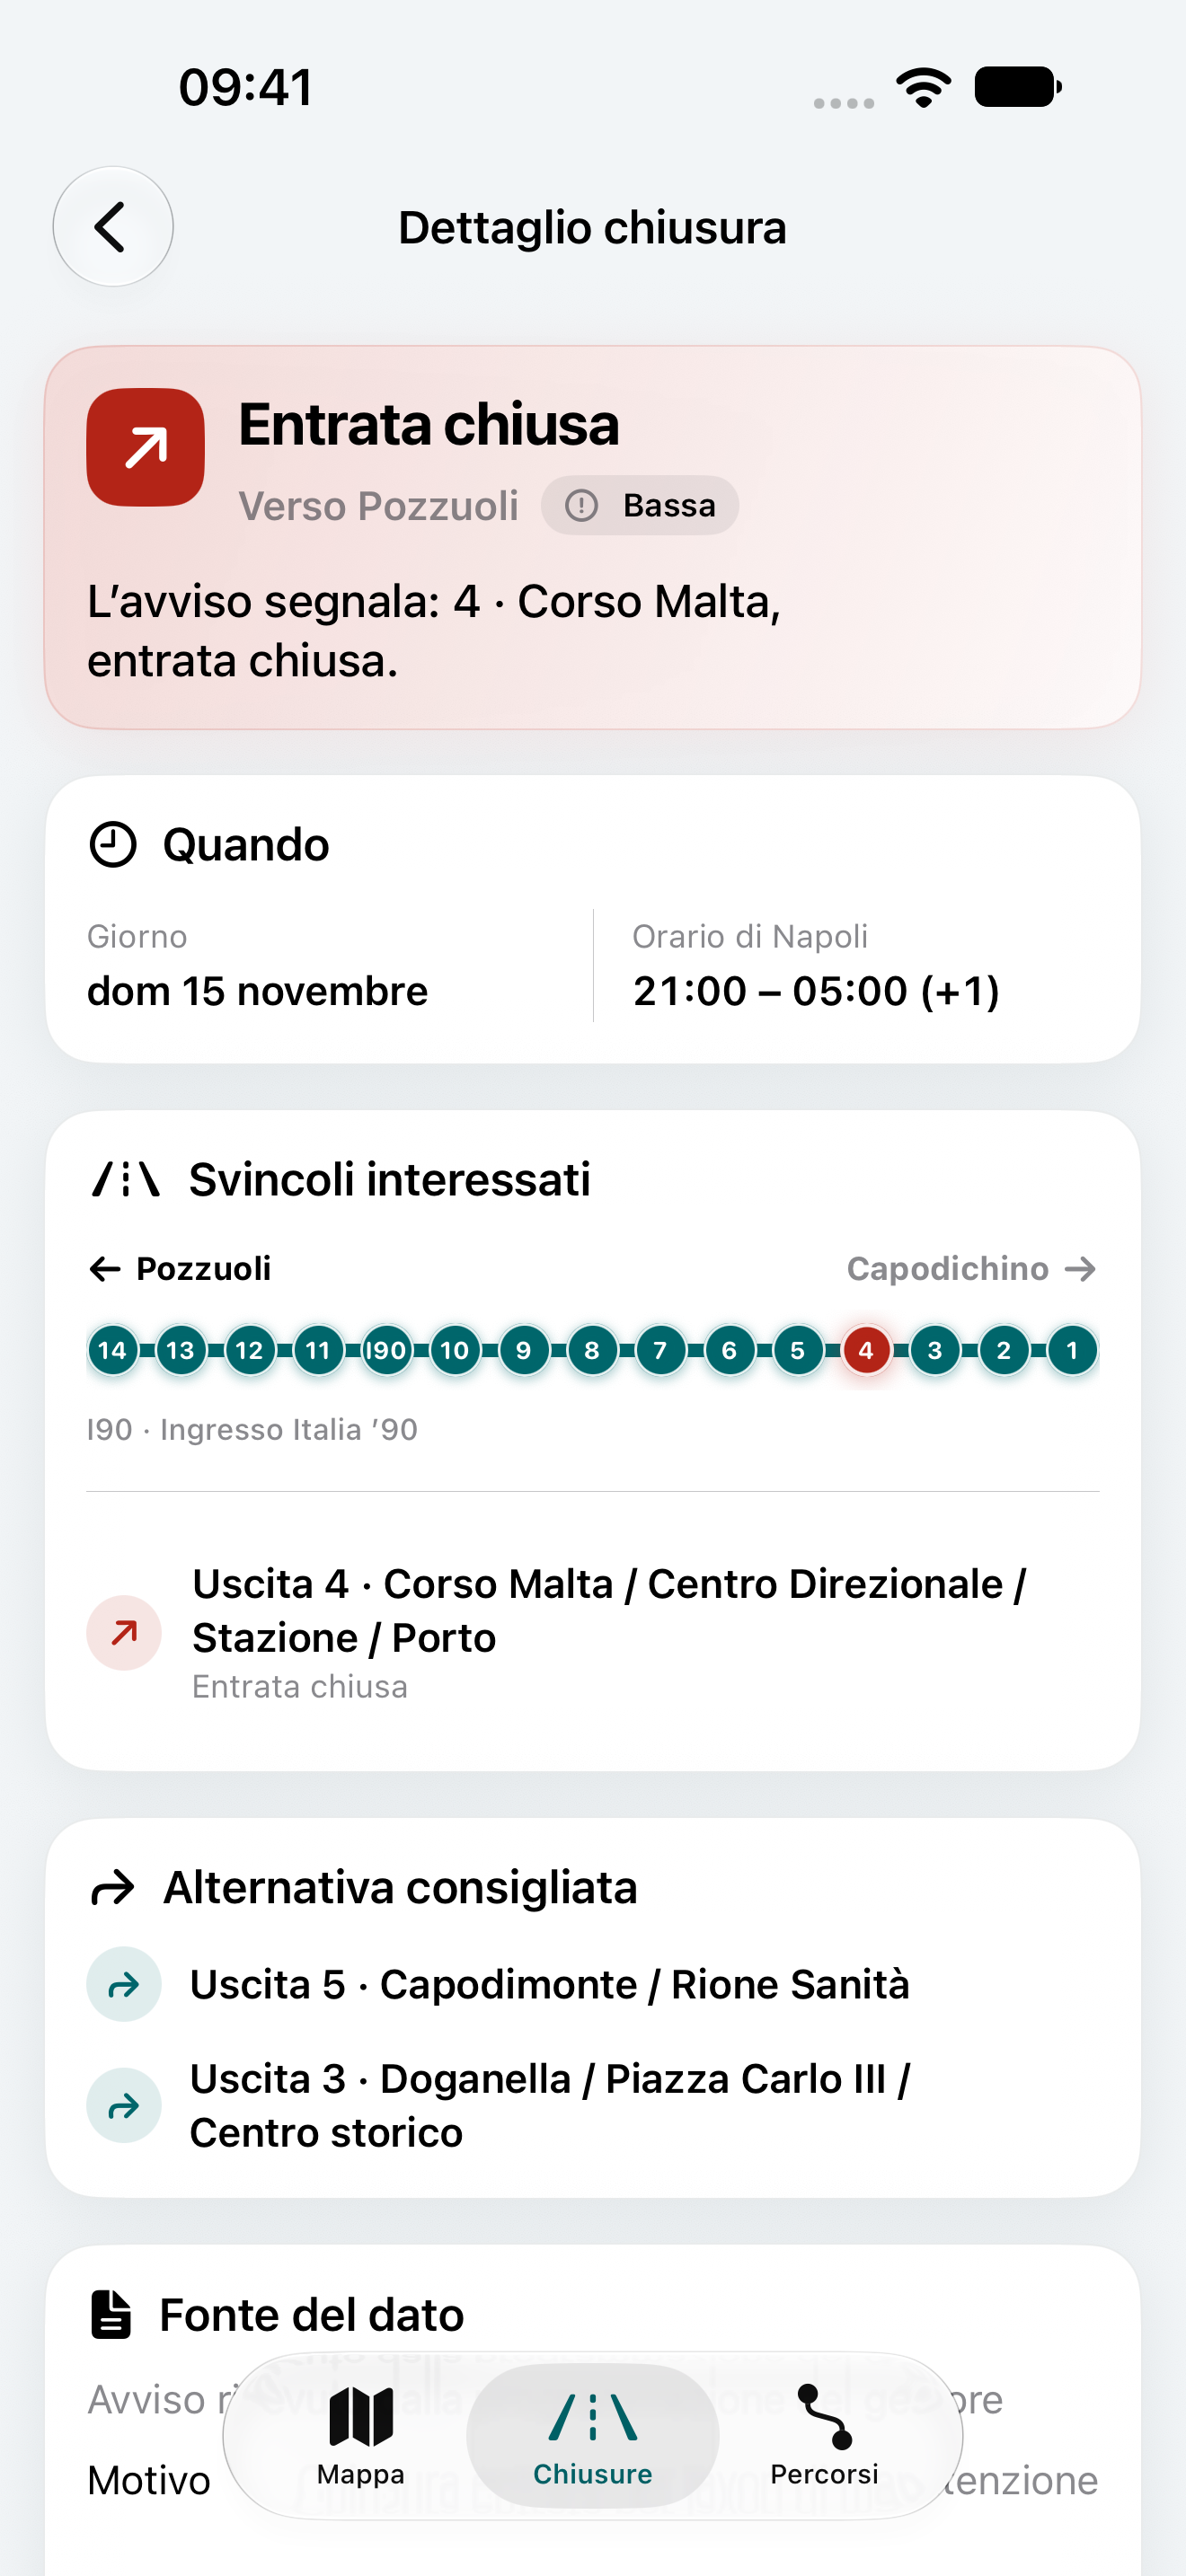 09:41
Dettaglio chiusura
Entrata chiusa
Verso Pozzuoli
Bassa
L’avviso segnala: 4 · Corso Malta,
entrata chiusa.
Quando
Giorno
Orario di Napoli
dom 15 novembre
21:00 – 05:00 (+1)
Svincoli interessati
← Pozzuoli
Capodichino →
14 13 12 11 I90 10 9 8 7 6 5 4 3 2 1
I90 · Ingresso Italia ’90
Uscita 4 · Corso Malta / Centro Direzionale /
Stazione / Porto
Entrata chiusa
Alternativa consigliata
Uscita 5 · Capodimonte / Rione Sanità
Uscita 3 · Doganella / Piazza Carlo III /
Centro storico
Fonte del dato
Avviso
Motivo
Mappa
Chiusure
Percorsi